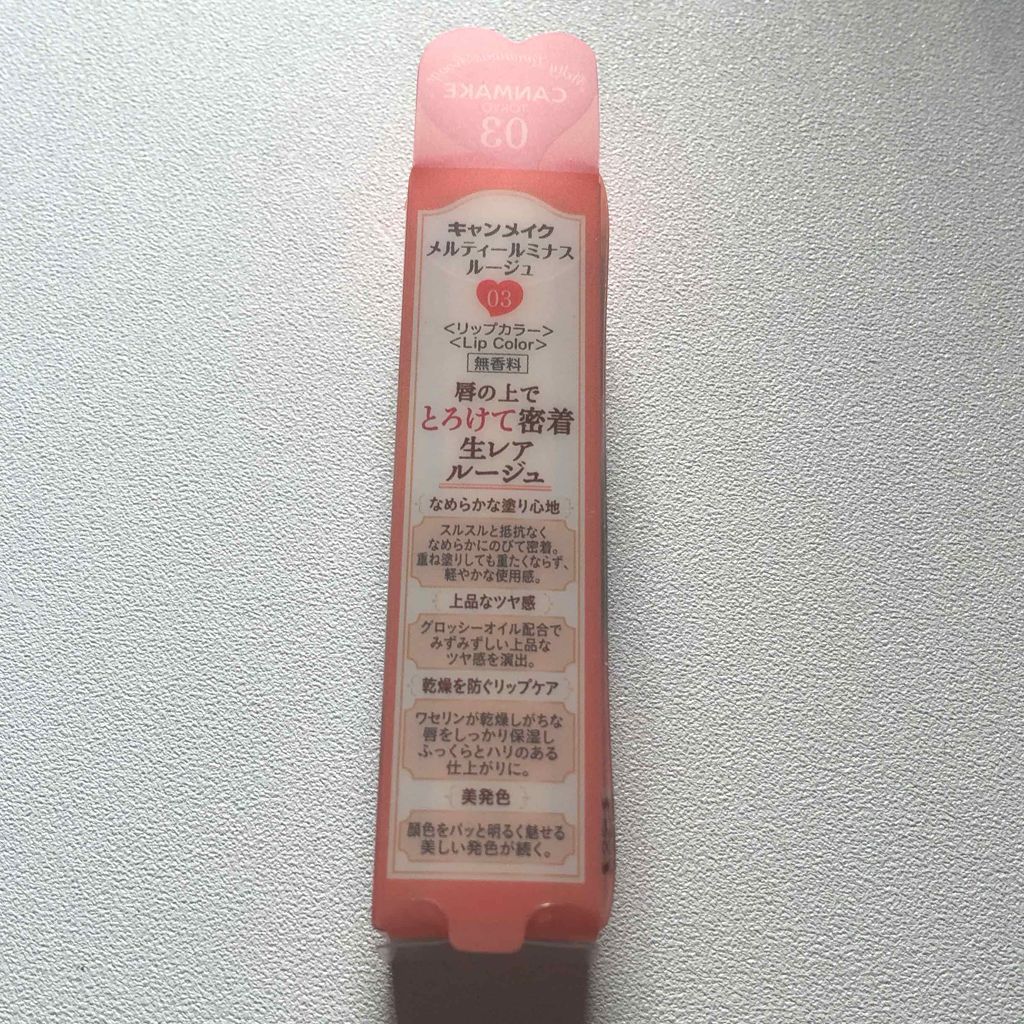 Melty Luminous Rouge
CANMAKE
TOKYO
03
キャンメイク
メルティールミナス
ルージュ
03
<リップカラー>
<Lip Color>
無香料
唇の上で
とろけて密着
生レア
ルージュ
なめらかな塗り心地
スルスルと抵抗なく
なめらかにのびて密着。
重ね塗りしても重たくならず、
軽やかな使用感。
上品なツヤ感
グロッシーオイル配合で
みずみずしい上品な
ツヤ感を演出。
乾燥を防ぐリップケア
ワセリンが乾燥しがちな
唇をしっかり保湿し
ふっくらとハリのある
仕上がりに。
美発色
顔色をパッと明るく魅せる
美しい発色が続く。